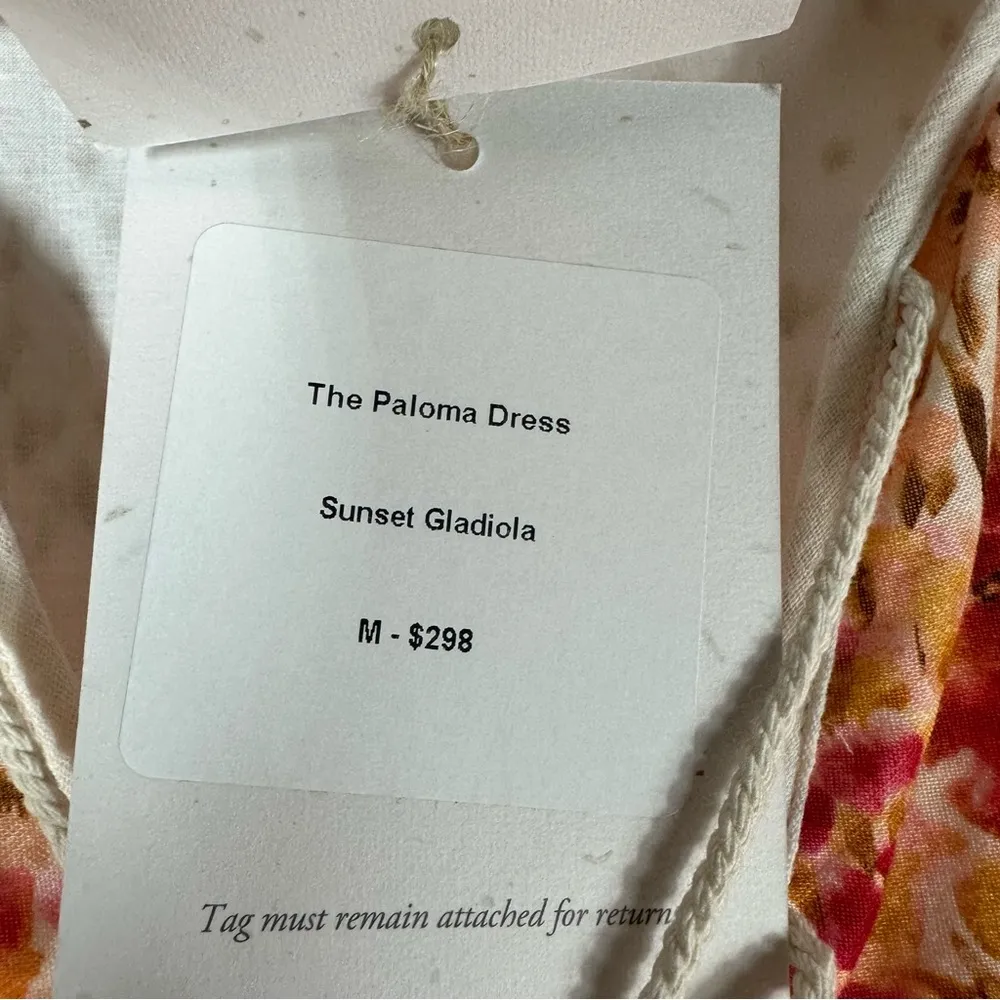 The Paloma Dress
Sunset Gladiola
M - $298
Tag must remain attached for return